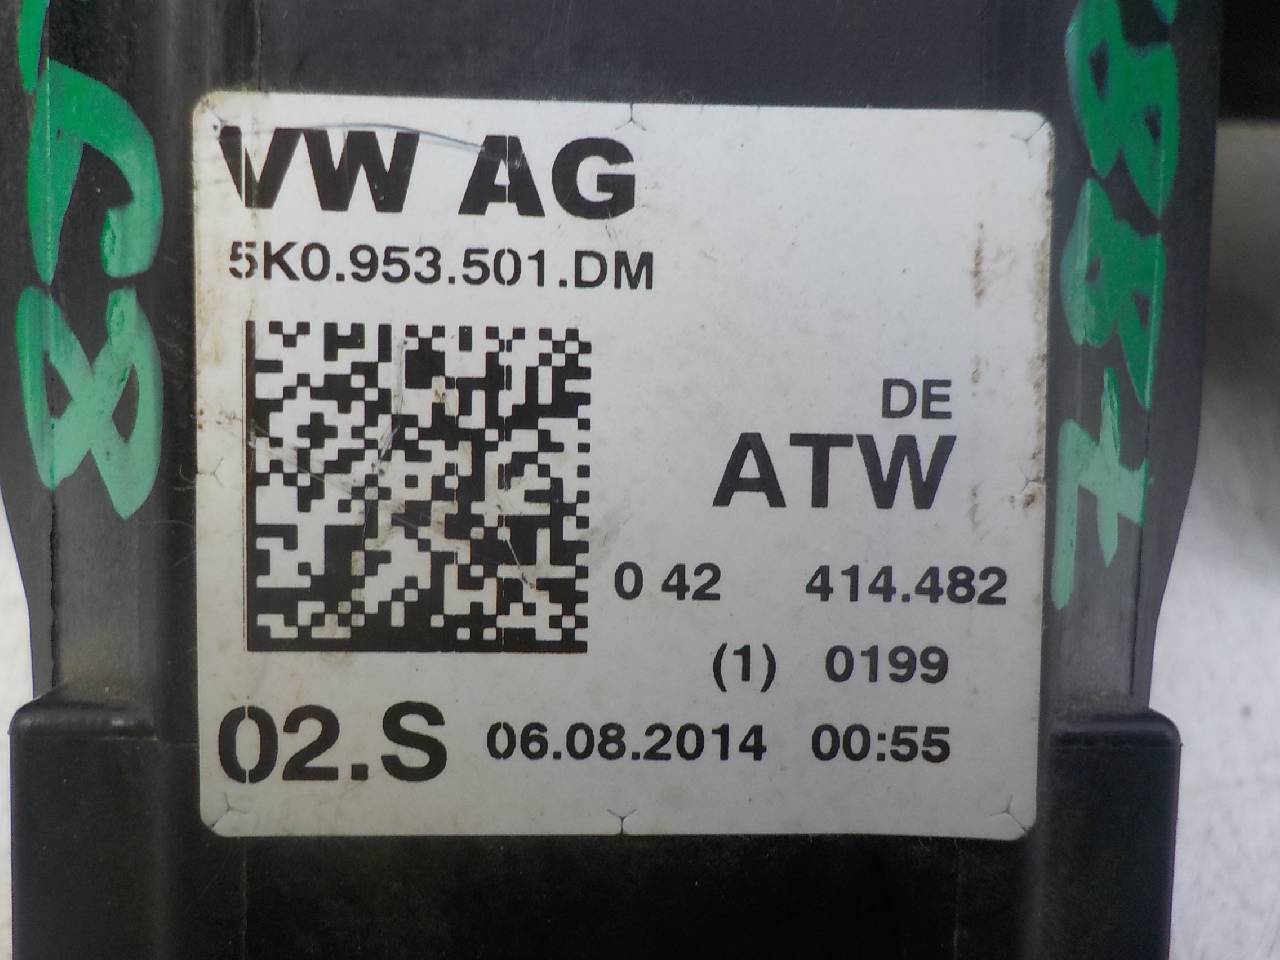 VW AG
5K0.953.501.DM
DE
ATW
0 42 414.482
(1) 0199
02.S 06.08.2014 00:55